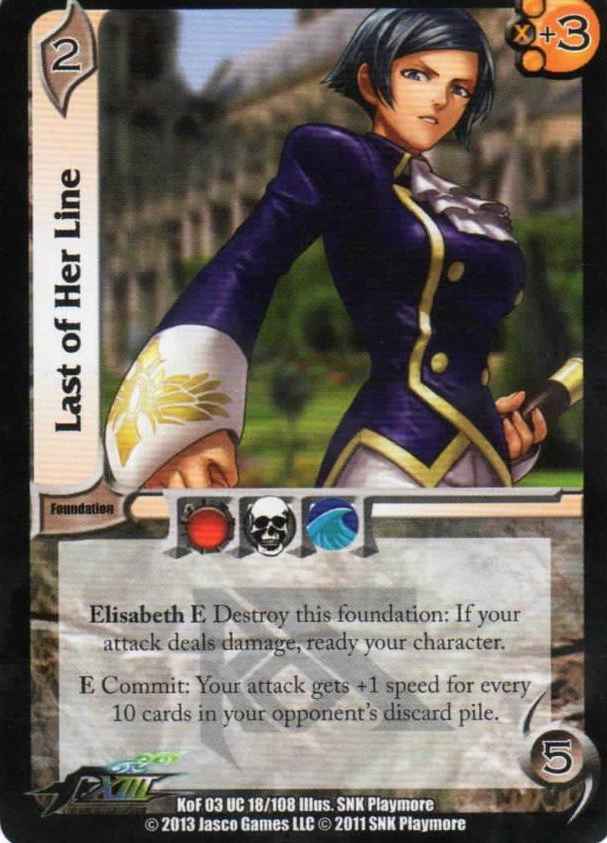 2
X +3
Last of Her Line
Foundation
Elisabeth E Destroy this foundation: If your
attack deals damage, ready your character.
E Commit: Your attack gets +1 speed for every
10 cards in your opponent's discard pile.
5
XIII
KoF 03 UC 18/108 Illus. SNK Playmore
© 2013 Jasco Games LLC © 2011 SNK Playmore